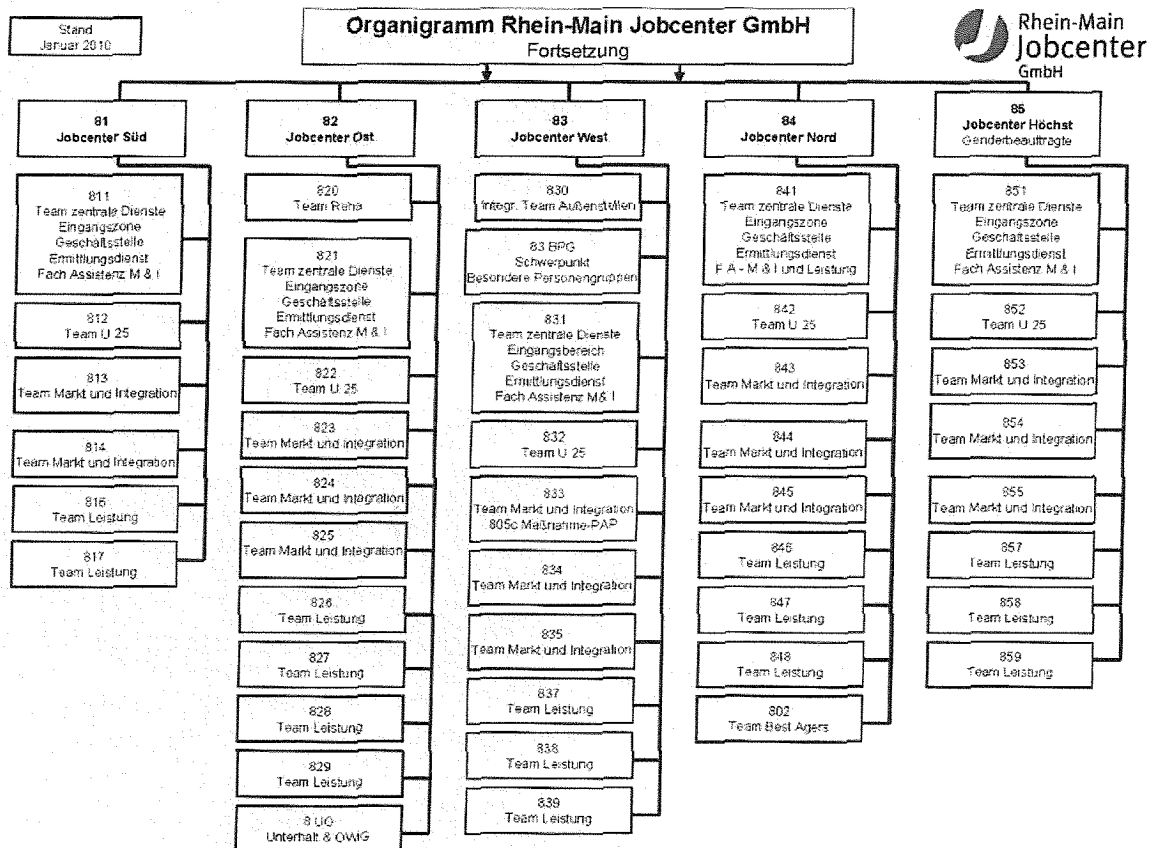 Stand
Januar 2010
Organigramm Rhein-Main Jobcenter GmbH
Fortsetzung
Rhein-Main
Jobcenter
GmbH
81
Jobcenter Süd
811
Team zentrale Dienste
Eingangzone
Geschäftsstelle
Ermittlungsdienst
Fach Assistenz M & I
812
Team U 25
813
Team Markt und Integration
814
Team Markt und Integration
816
Team Leistung
817
Team Leistung
82
Jobcenter Ost
820
Team Reha
821
Team zentrale Dienste
Eingangzone
Geschäftsstelle
Ermittlungsdienst
Fach Assistenz M & I
822
Team U 25
823
Team Markt und Integration
824
Team Markt und Integration
825
Team Markt und Integration
826
Team Leistung
827
Team Leistung
828
Team Leistung
829
Team Leistung
8 UO
Unterhalt & OWiG
83
Jobcenter West
830
Integr. Team Außenstellen
83 BPG
Schwerpunkt
Besondere Personengruppen
831
Team zentrale Dienste
Eingangsbereich
Geschäftsstelle
Ermittlungsdienst
Fach Assistenz M& I
832
Team U 25
833
Team Markt und Integration
805c Maßnahme-PAP
834
Team Markt und Integration
835
Team Markt und Integration
837
Team Leistung
838
Team Leistung
839
Team Leistung
84
Jobcenter Nord
841
Team zentrale Dienste
Eingangzone
Geschäftsstelle
Ermittlungsdienst
F A - M & I und Leistung
842
Team U 25
843
Team Markt und Integration
844
Team Markt und Integration
845
Team Markt und Integration
846
Team Leistung
847
Team Leistung
848
Team Leistung
802
Team Best Agers
85
Jobcenter Höchst
Genderbeauftragte
851
Team zentrale Dienste
Eingangzone
Geschäftsstelle
Ermittlungsdienst
Fach Assistenz M & I
852
Team U 25
853
Team Markt und Integration
854
Team Markt und Integration
855
Team Markt und Integration
857
Team Leistung
858
Team Leistung
859
Team Leistung